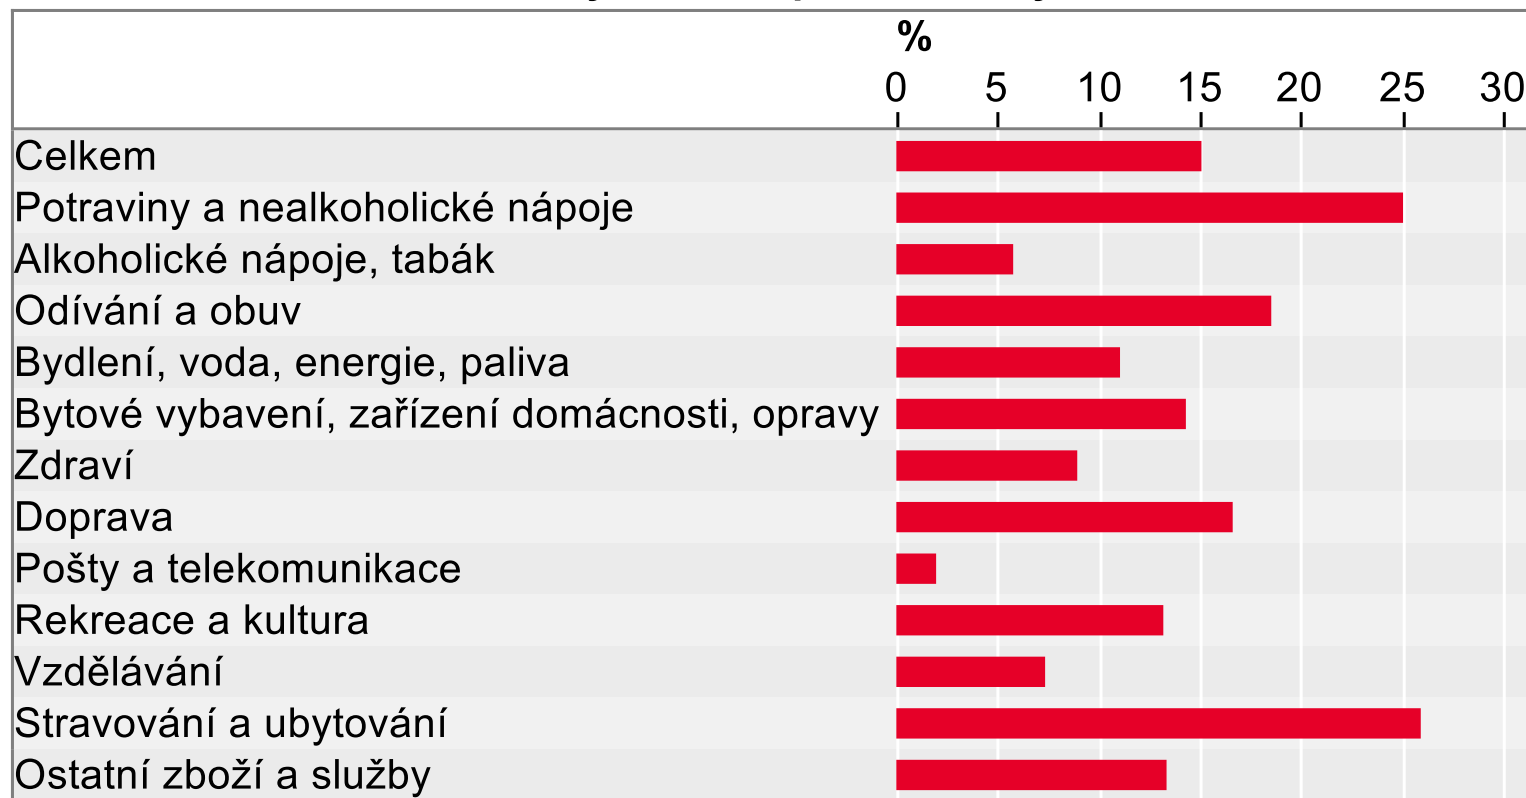 %
0 5 10 15 20 25 30
Celkem
Potraviny a nealkoholické nápoje
Alkoholické nápoje, tabák
Odívání a obuv
Bydlení, voda, energie, paliva
Bytové vybavení, zařízení domácnosti, opravy
Zdraví
Doprava
Pošty a telekomunikace
Rekreace a kultura
Vzdělávání
Stravování a ubytování
Ostatní zboží a služby